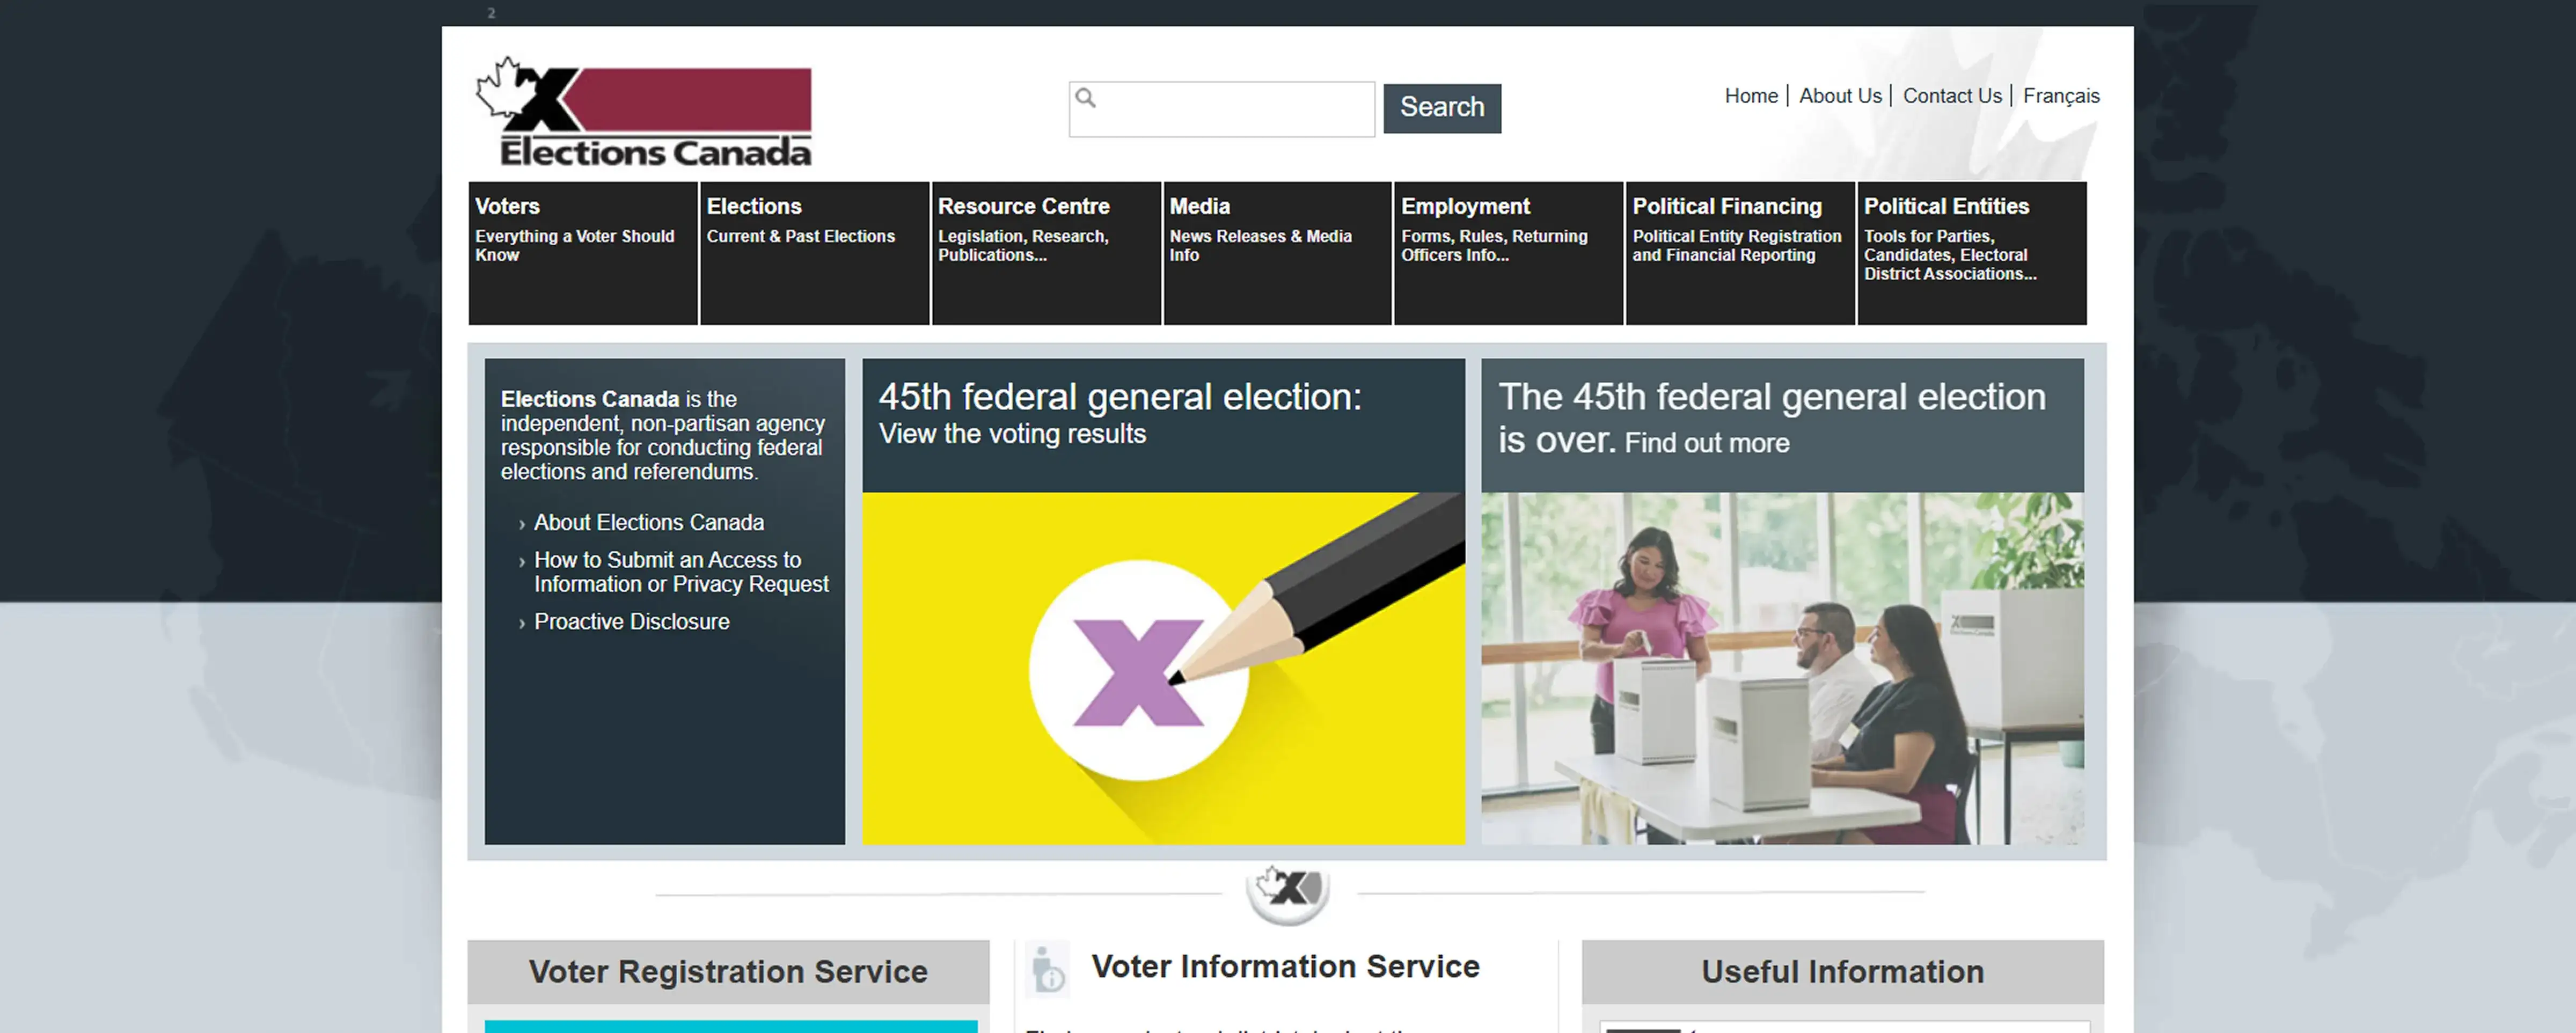 2
Elections Canada
Search
Home
About Us
Contact Us
Français
Voters
Everything a Voter Should
Know
Elections
Current & Past Elections
Resource Centre
Legislation, Research,
Publications...
Media
News Releases & Media
Info
Employment
Forms, Rules, Returning
Officers Info...
Political Financing
Political Entity Registration
and Financial Reporting
Political Entities
Tools for Parties,
Candidates, Electoral
District Associations...
Elections Canada is the
independent, non-partisan agency
responsible for conducting federal
elections and referendums.
About Elections Canada
How to Submit an Access to
Information or Privacy Request
Proactive Disclosure
45th federal general election:
View the voting results
The 45th federal general election
is over. Find out more
Elections Canada
Voter Registration Service
Voter Information Service
Useful Information